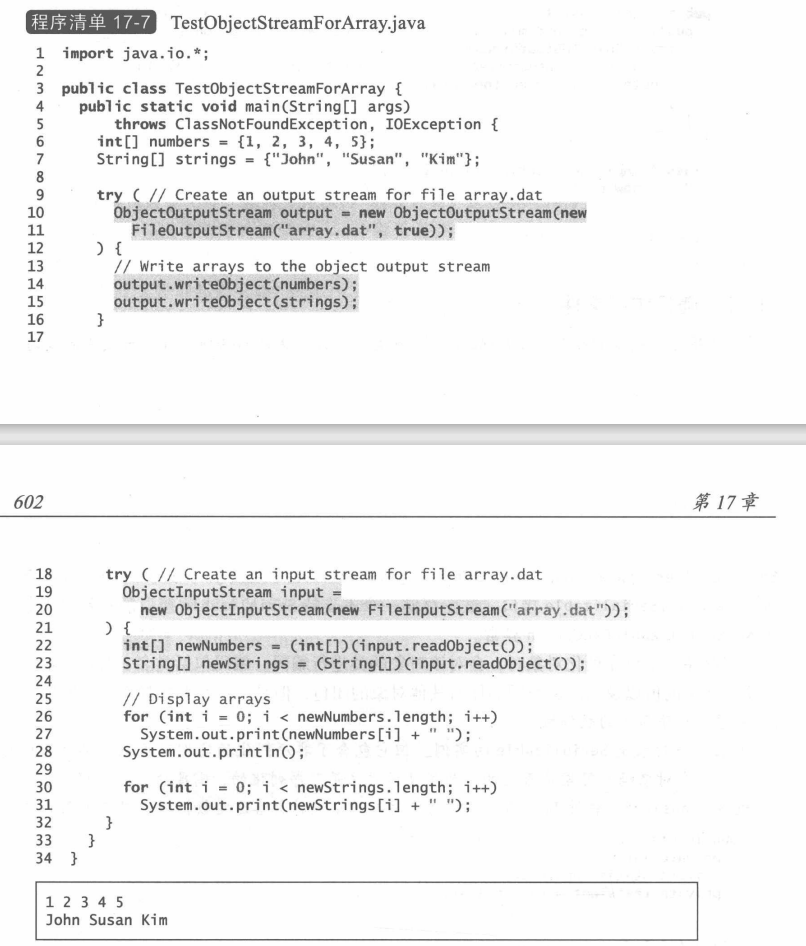 程序清单 17-7 TestObjectStreamForArray.java
1 import java.io.*;
2
3 public class TestObjectStreamForArray {
4   public static void main(String[] args)
5       throws ClassNotFoundException, IOException {
6     int[] numbers = {1, 2, 3, 4, 5};
7     String[] strings = {"John", "Susan", "Kim"};
8
9     try ( // Create an output stream for file array.dat
10       ObjectOutputStream output = new ObjectOutputStream(new
11         FileOutputStream("array.dat", true));
12     ) {
13       // Write arrays to the object output stream
14       output.writeObject(numbers);
15       output.writeObject(strings);
16     }
17
602 第 17 章
18     try ( // Create an input stream for file array.dat
19       ObjectInputStream input =
20         new ObjectInputStream(new FileInputStream("array.dat"));
21     ) {
22       int[] newNumbers = (int[])(input.readObject());
23       String[] newStrings = (String[])(input.readObject());
24
25       // Display arrays
26       for (int i = 0; i < newNumbers.length; i++)
27         System.out.print(newNumbers[i] + " ");
28       System.out.println();
29
30       for (int i = 0; i < newStrings.length; i++)
31         System.out.print(newStrings[i] + " ");
32     }
33   }
34 }
1 2 3 4 5
John Susan Kim